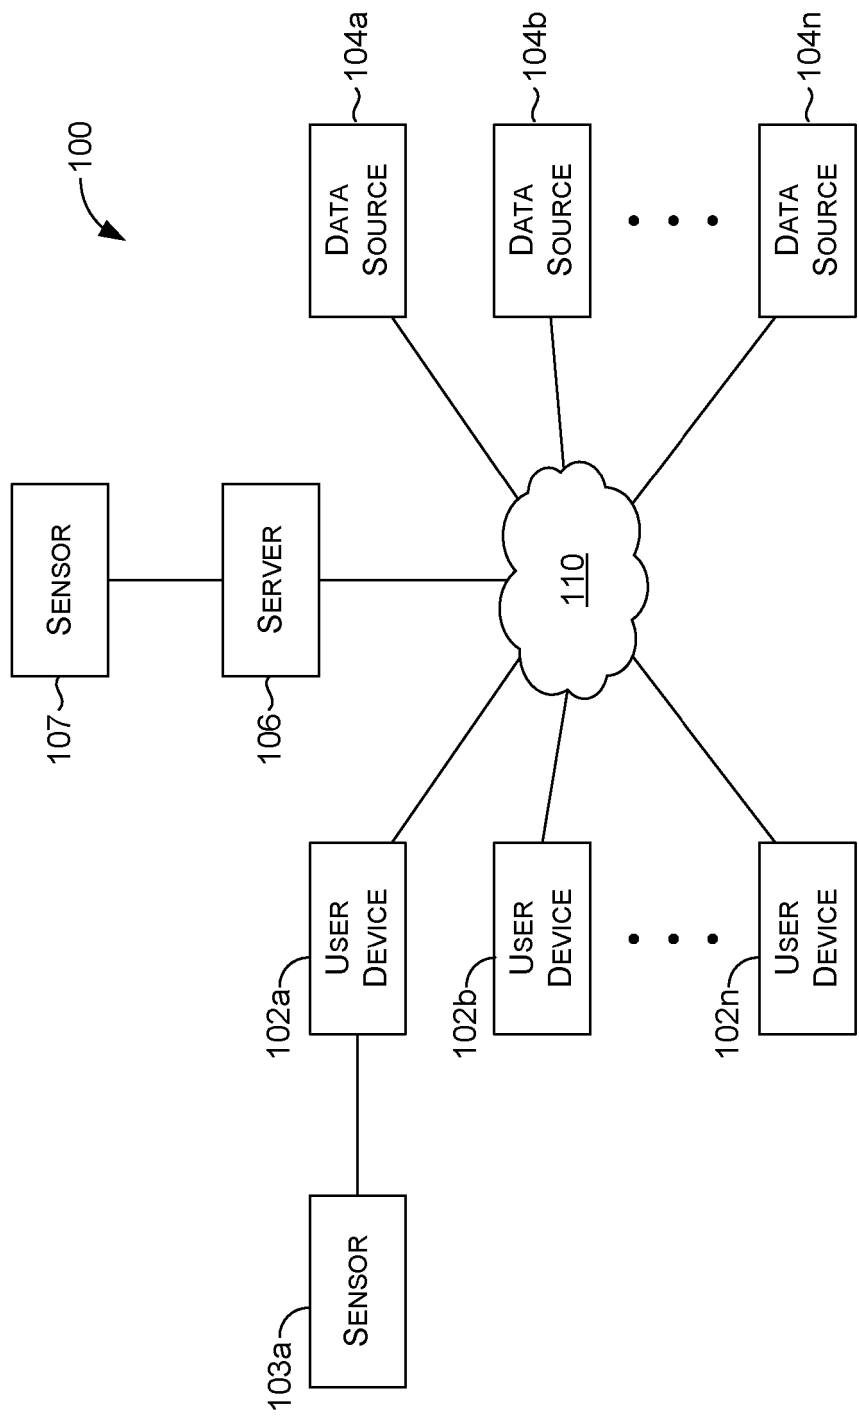 107
SENSOR
100
103a
102a
106
SERVER
SENSOR
USER
DEVICE
DATA
SOURCE
104a
102b
USER
DEVICE
110
DATA
SOURCE
104b
102n
USER
DEVICE
DATA
SOURCE
104n